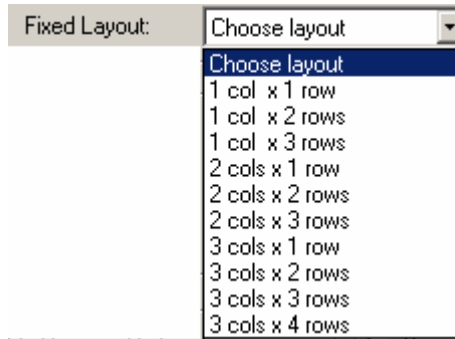 Fixed Layout: Choose layout
Choose layout
1 col x 1 row
1 col x 2 rows
1 col x 3 rows
2 cols x 1 row
2 cols x 2 rows
2 cols x 3 rows
3 cols x 1 row
3 cols x 2 rows
3 cols x 3 rows
3 cols x 4 rows